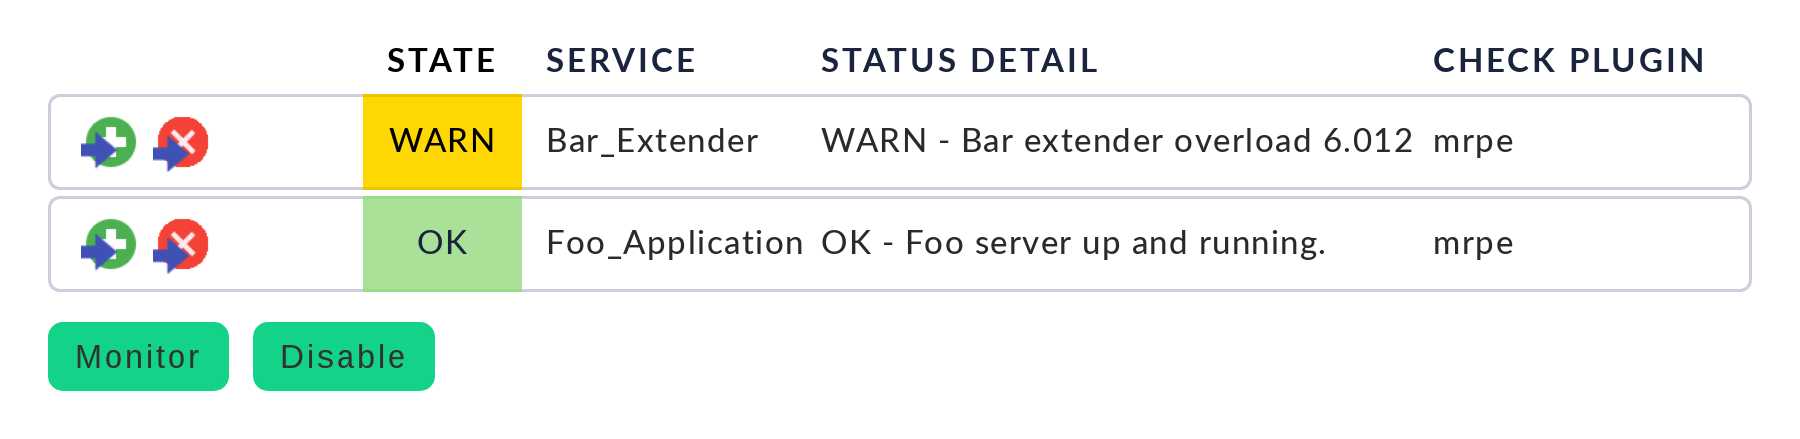 STATE SERVICE STATUS DETAIL CHECK PLUGIN
WARN Bar_Extender WARN - Bar extender overload 6.012 mrpe
OK Foo_Application OK - Foo server up and running. mrpe
Monitor Disable